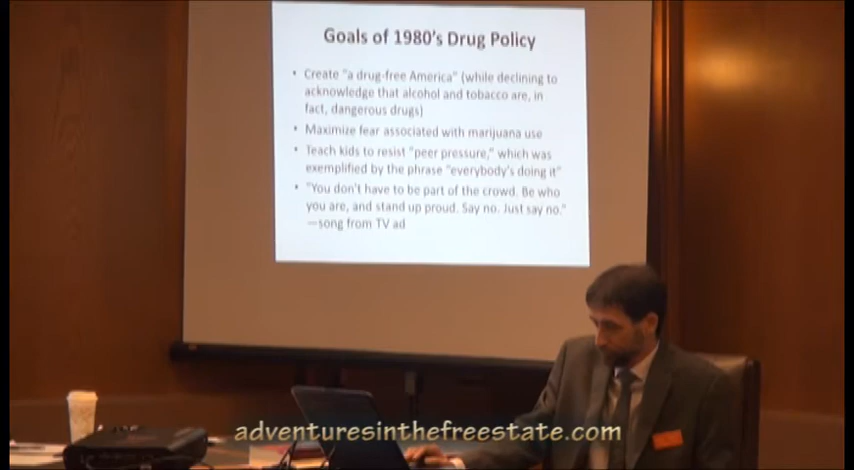 Goals of 1980's Drug Policy
• Create "a drug-free America" (while declining to
acknowledge that alcohol and tobacco are, in
fact, dangerous drugs)
• Maximize fear associated with marijuana use
• Teach kids to resist "peer pressure," which was
exemplified by the phrase "everybody's doing it"
• "You don't have to be part of the crowd. Be who
you are, and stand up proud. Say no. Just say no."
—song from TV ad
adventuresinthefreestate.com